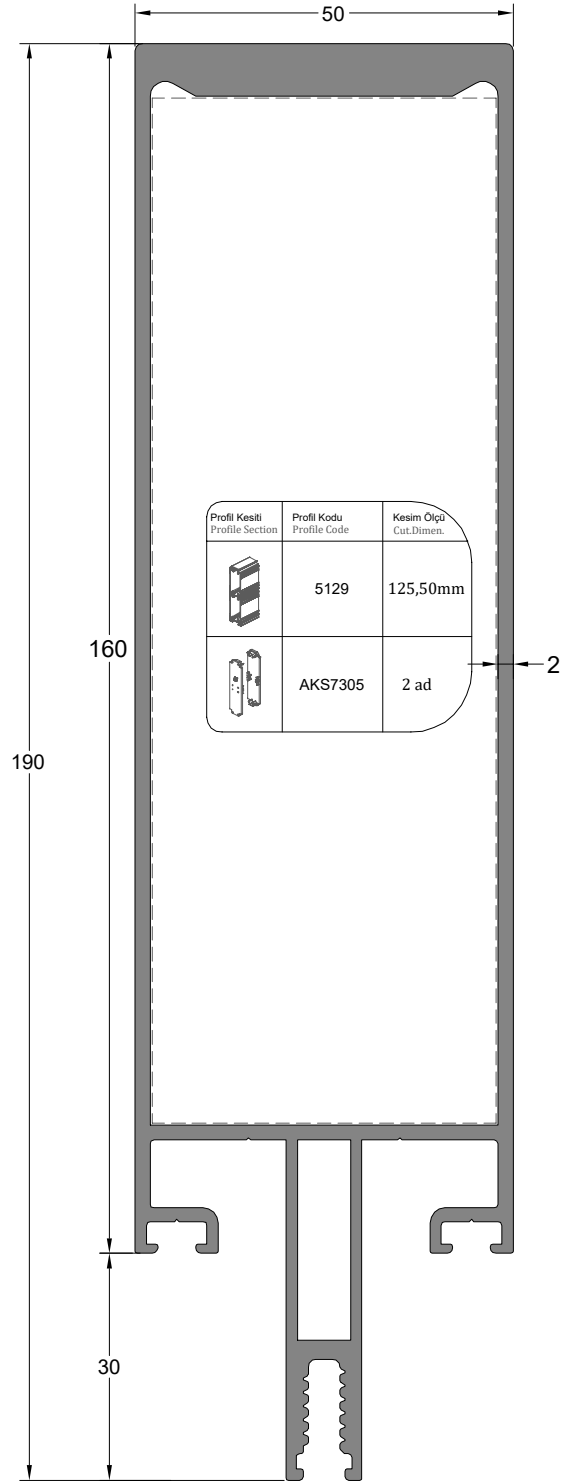 50
Profil Kesiti
Profile Section
Profil Kodu
Profile Code
Kesim Ölçü
Cut.Dimen.
5129
125,50mm
160
2
AKS7305
2 ad
190
30